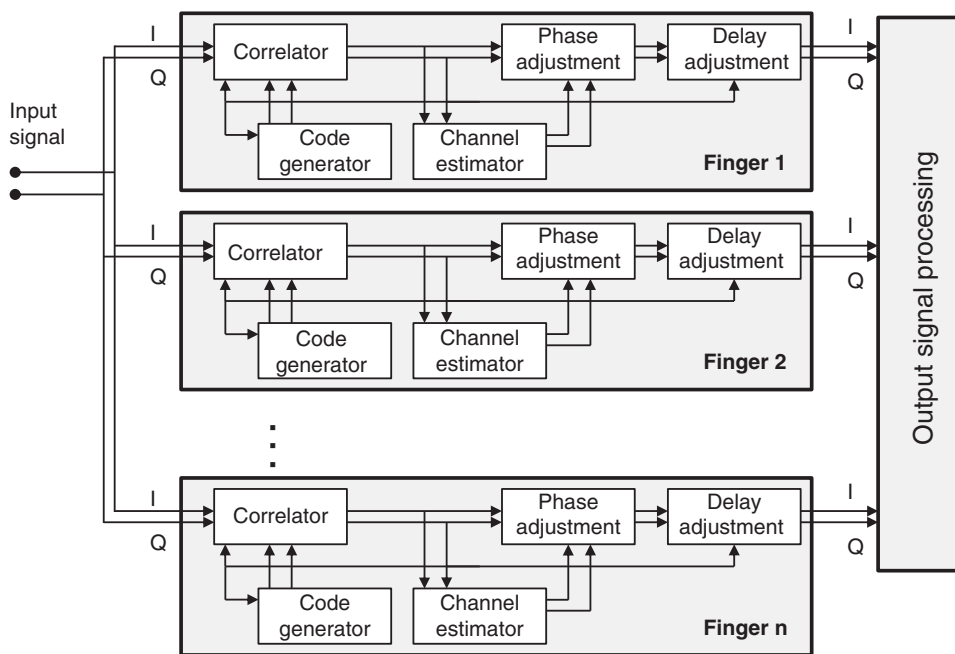 Input
signal
I
Q
Correlator
Phase
adjustment
Delay
adjustment
Code
generator
Channel
estimator
Finger 1
I
Q
I
Q
Correlator
Phase
adjustment
Delay
adjustment
Code
generator
Channel
estimator
Finger 2
I
Q
I
Q
Correlator
Phase
adjustment
Delay
adjustment
Code
generator
Channel
estimator
Finger n
I
Q
Output signal processing